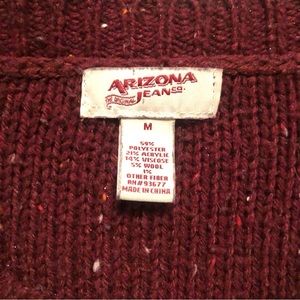 ARIZONA
THE ORIGINAL JEAN CO.
M
59%
POLYESTER
21% ACRYLIC
14% VISCOSE
5% WOOL
1%
OTHER FIBER
RN# 93677
MADE IN CHINA